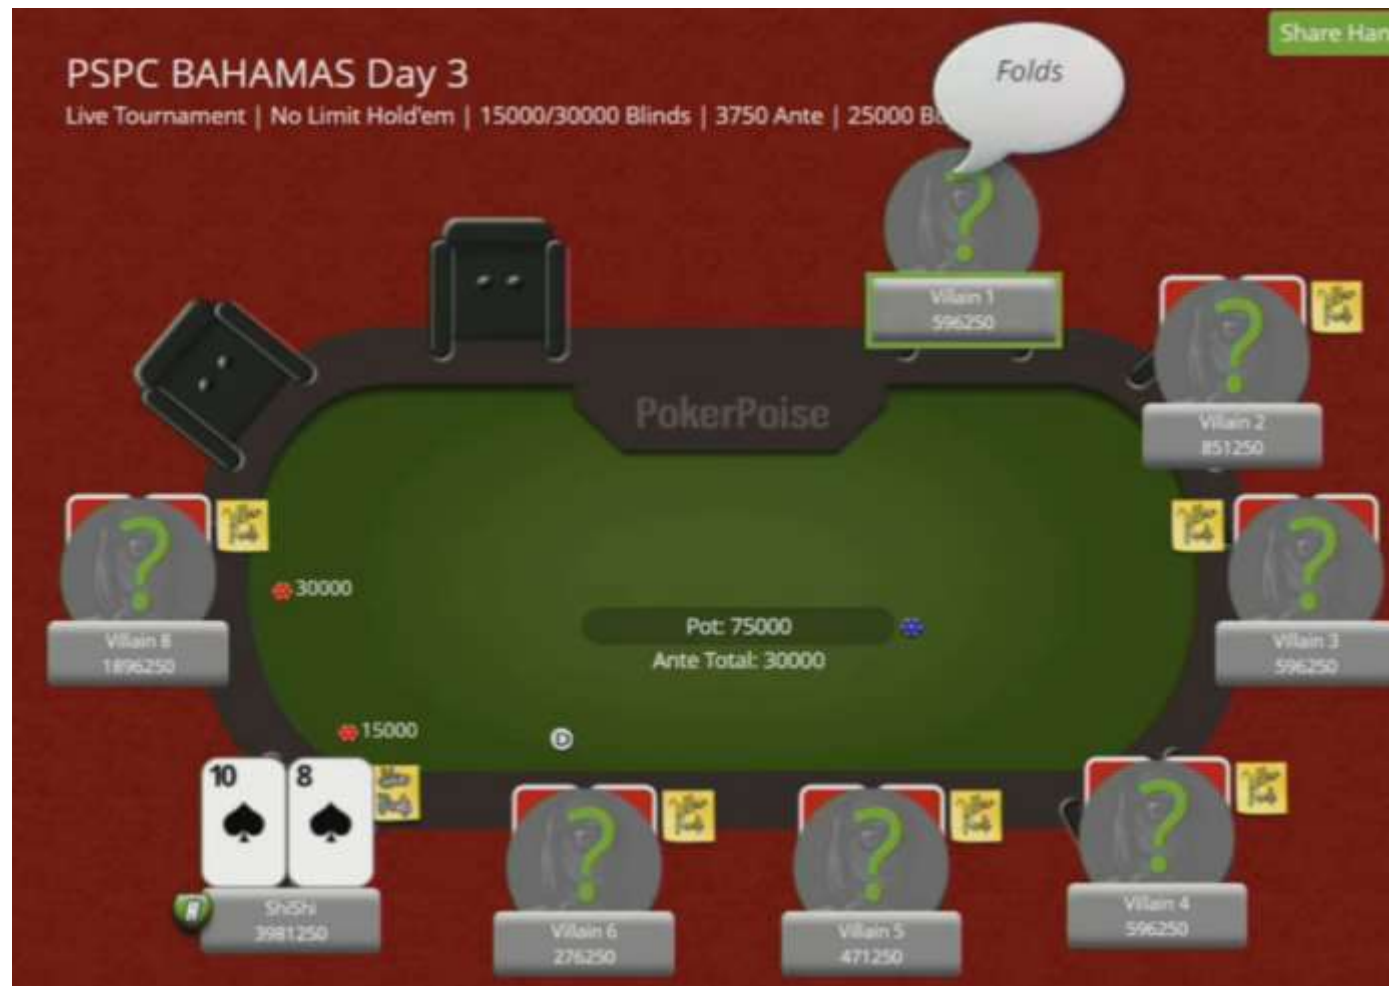 Share Han
PSPC BAHAMAS Day 3
Folds
Live Tournament | No Limit Hold'em | 15000/30000 Blinds | 3750 Ante | 25000 B
Villain 1
596250
PokerPoise
Villain 2
851250
30000
Pot: 75000
Ante Total: 30000
Villain 8
1896250
Villain 3
596250
15000
D
10
8
H
ShiShi
3981250
Villain 6
276250
Villain 5
471250
Villain 4
596250